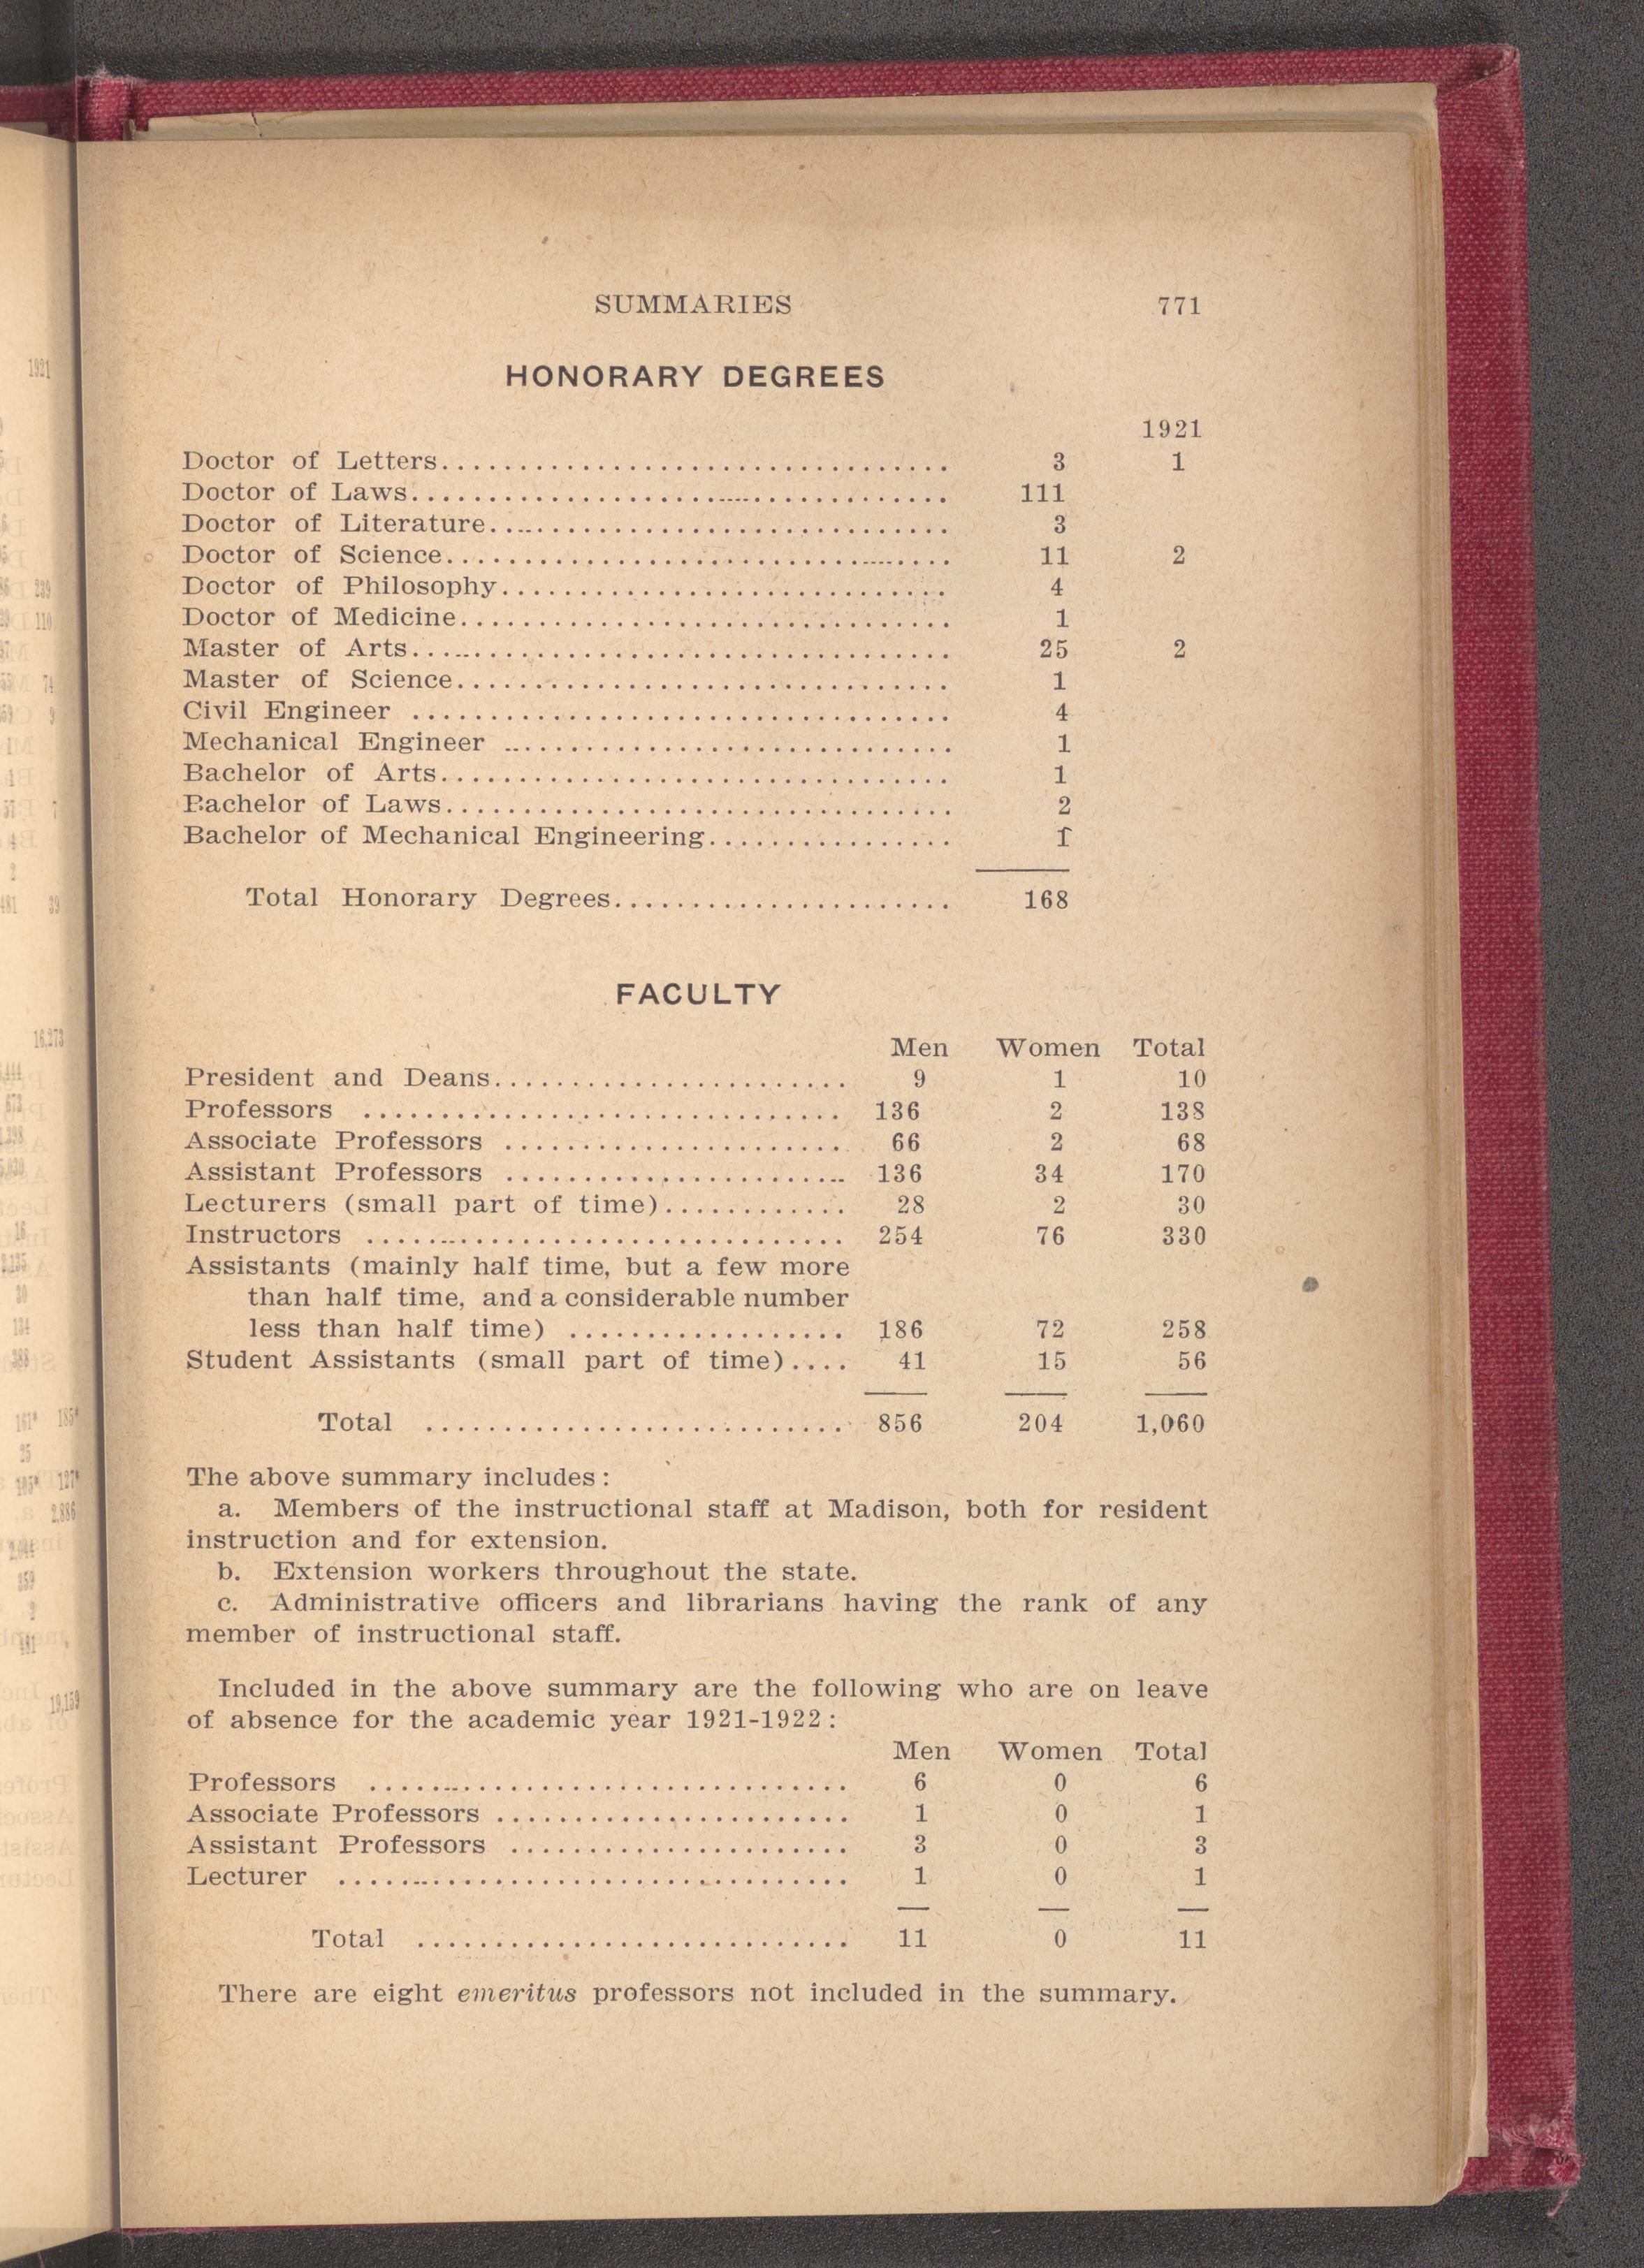 SUMMARIES 771
HONORARY DEGREES
1921
Doctor of Letters................................. 3 1
Doctor of Laws................................... 111
Doctor of Literature.............................. 3
Doctor of Science................................. 11 2
Doctor of Philosophy............................. 4
Doctor of Medicine................................ 1
Master of Arts................................... 25 2
Master of Science................................ 1
Civil Engineer ................................... 4
Mechanical Engineer ............................. 1
Bachelor of Arts................................. 1
Bachelor of Laws................................. 2
Bachelor of Mechanical Engineering................ 1
Total Honorary Degrees...................... 168
FACULTY
Men Women Total
President and Deans....................... 9 1 10
Professors ............................... 136 2 138
Associate Professors ...................... 66 2 68
Assistant Professors ...................... 136 34 170
Lecturers (small part of time)............ 28 2 30
Instructors ............................... 254 76 330
Assistants (mainly half time, but a few more
than half time, and a considerable number
less than half time) .................. 186 72 258
Student Assistants (small part of time).... 41 15 56
Total ........................... 856 204 1,060
The above summary includes:
a. Members of the instructional staff at Madison, both for resident
instruction and for extension.
b. Extension workers throughout the state.
c. Administrative officers and librarians having the rank of any
member of instructional staff.
Included in the above summary are the following who are on leave
of absence for the academic year 1921-1922:
Men Women Total
Professors ............................... 6 0 6
Associate Professors ....................... 1 0 1
Assistant Professors ...................... 3 0 3
Lecturer ................................. 1 0 1
Total ............................ 11 0 11
There are eight emeritus professors not included in the summary.